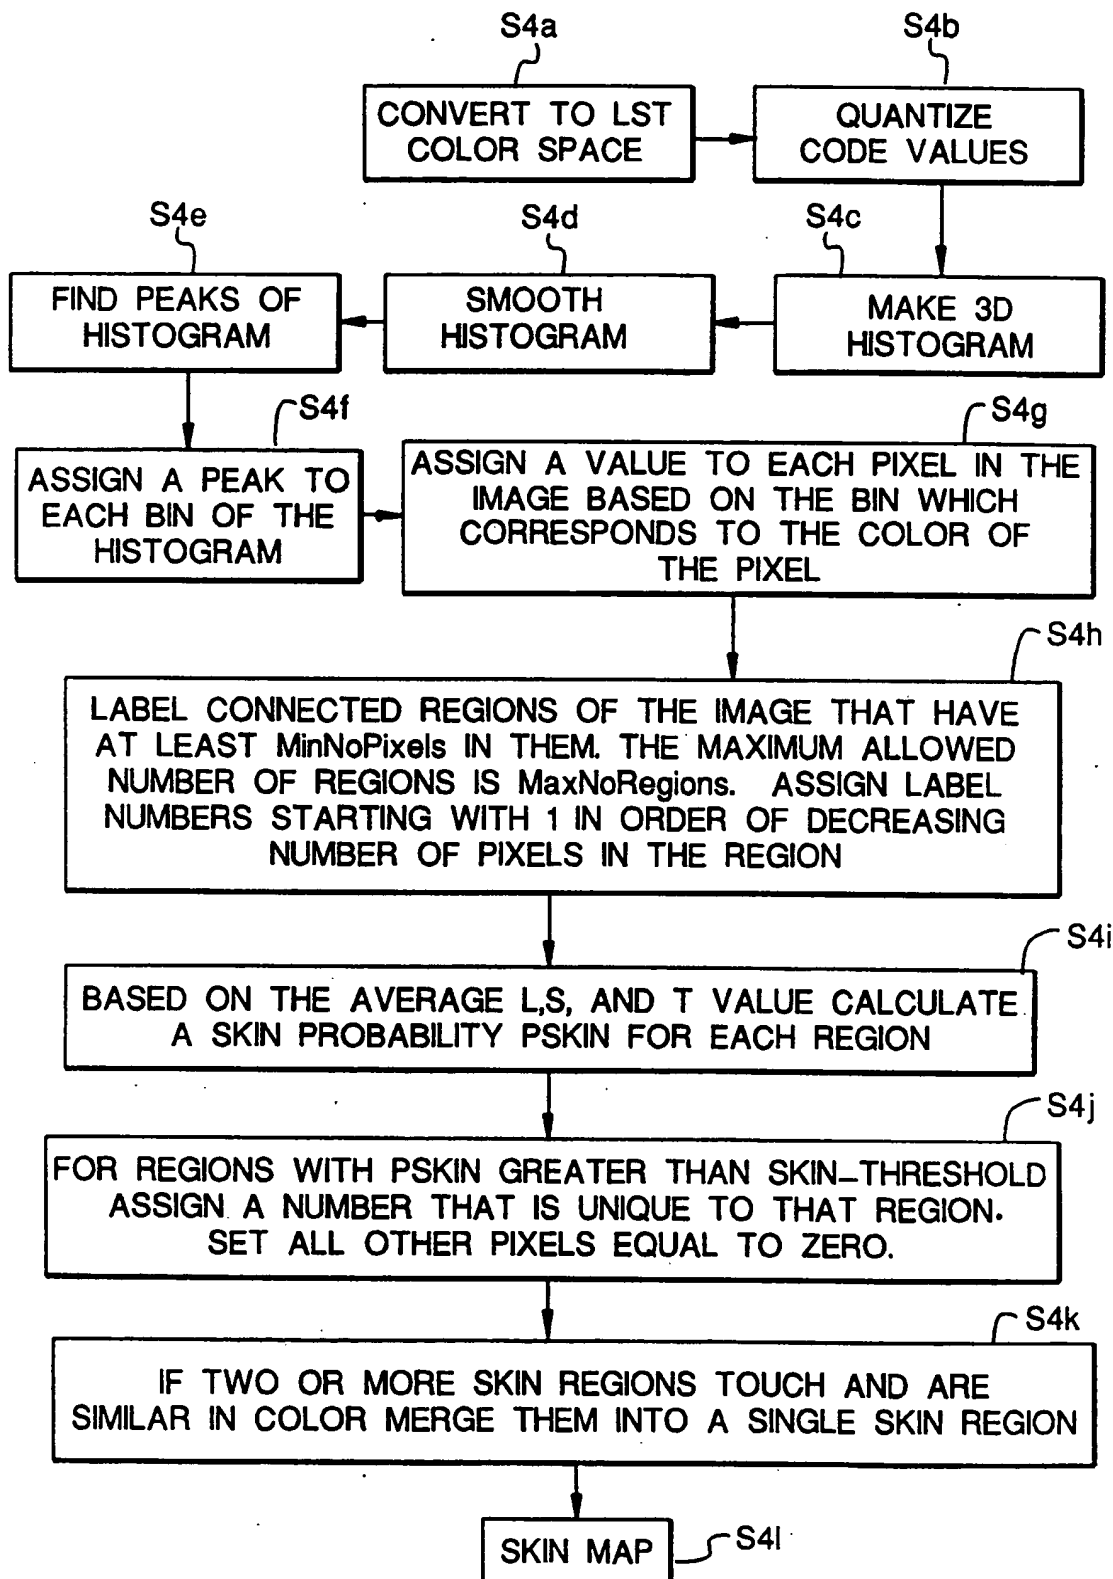 S4a
CONVERT TO LST
COLOR SPACE
S4b
QUANTIZE
CODE VALUES
S4c
MAKE 3D
HISTOGRAM
S4d
SMOOTH
HISTOGRAM
S4e
FIND PEAKS OF
HISTOGRAM
S4f
ASSIGN A PEAK TO
EACH BIN OF THE
HISTOGRAM
S4g
ASSIGN A VALUE TO EACH PIXEL IN THE
IMAGE BASED ON THE BIN WHICH
CORRESPONDS TO THE COLOR OF
THE PIXEL
S4h
LABEL CONNECTED REGIONS OF THE IMAGE THAT HAVE
AT LEAST MinNoPixels IN THEM. THE MAXIMUM ALLOWED
NUMBER OF REGIONS IS MaxNoRegions. ASSIGN LABEL
NUMBERS STARTING WITH 1 IN ORDER OF DECREASING
NUMBER OF PIXELS IN THE REGION
S4i
BASED ON THE AVERAGE L,S, AND T VALUE CALCULATE
A SKIN PROBABILITY PSKIN FOR EACH REGION
S4j
FOR REGIONS WITH PSKIN GREATER THAN SKIN-THRESHOLD
ASSIGN A NUMBER THAT IS UNIQUE TO THAT REGION.
SET ALL OTHER PIXELS EQUAL TO ZERO.
S4k
IF TWO OR MORE SKIN REGIONS TOUCH AND ARE
SIMILAR IN COLOR MERGE THEM INTO A SINGLE SKIN REGION
SKIN MAP
S4l